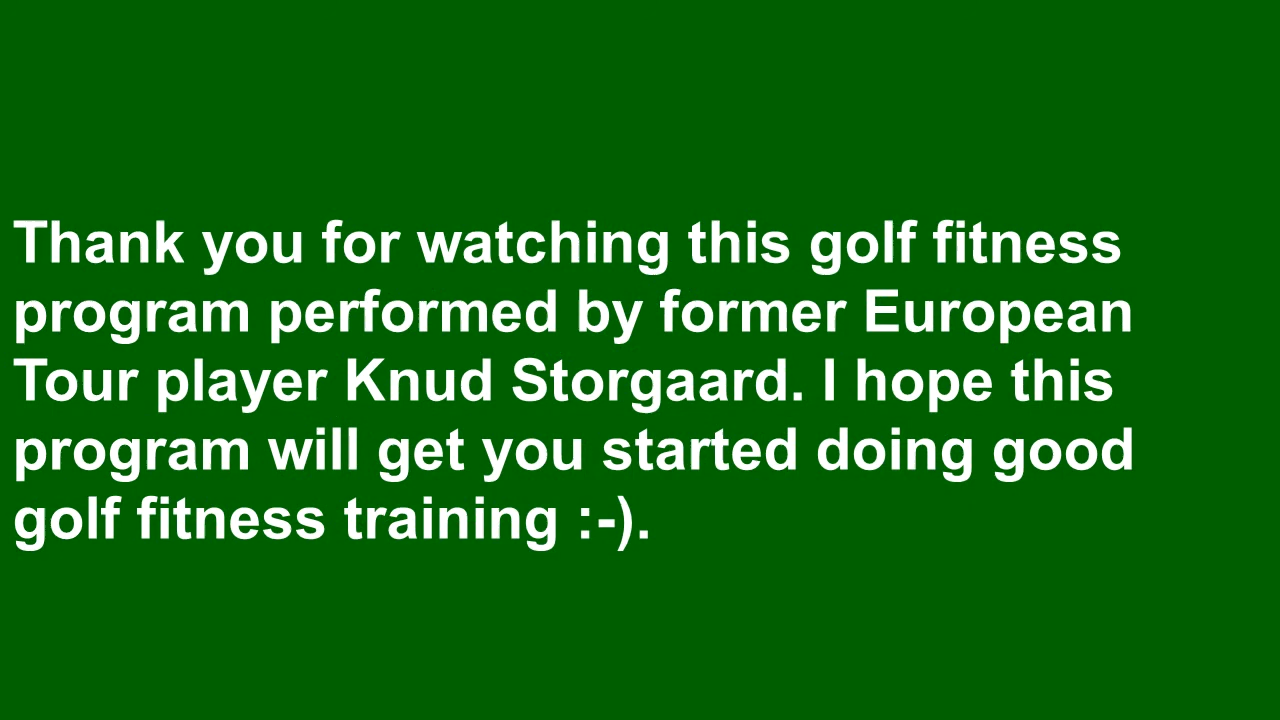 Thank you for watching this golf fitness
program performed by former European
Tour player Knud Storgaard. I hope this
program will get you started doing good
golf fitness training :-).